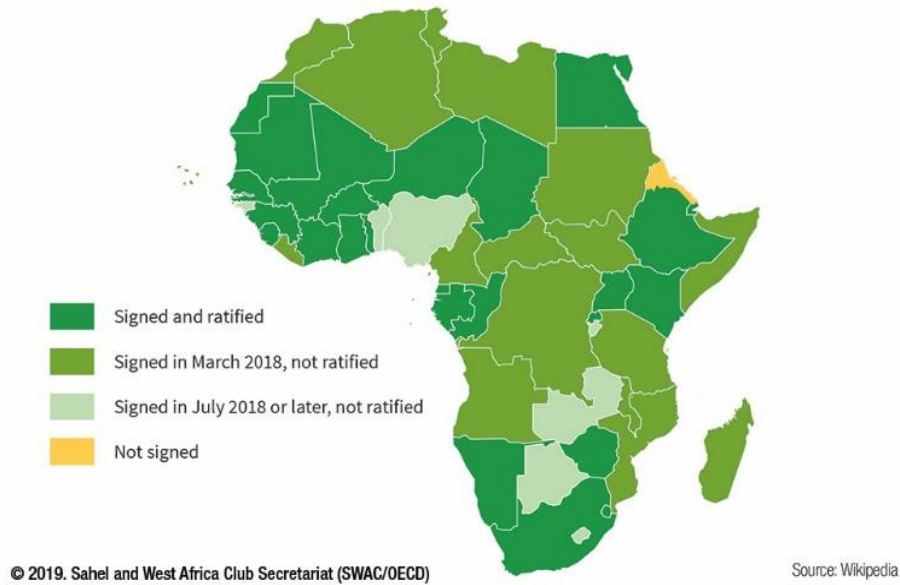 Signed and ratified
Signed in March 2018, not ratified
Signed in July 2018 or later, not ratified
Not signed
© 2019. Sahel and West Africa Club Secretariat (SWAC/OECD)
Source: Wikipedia